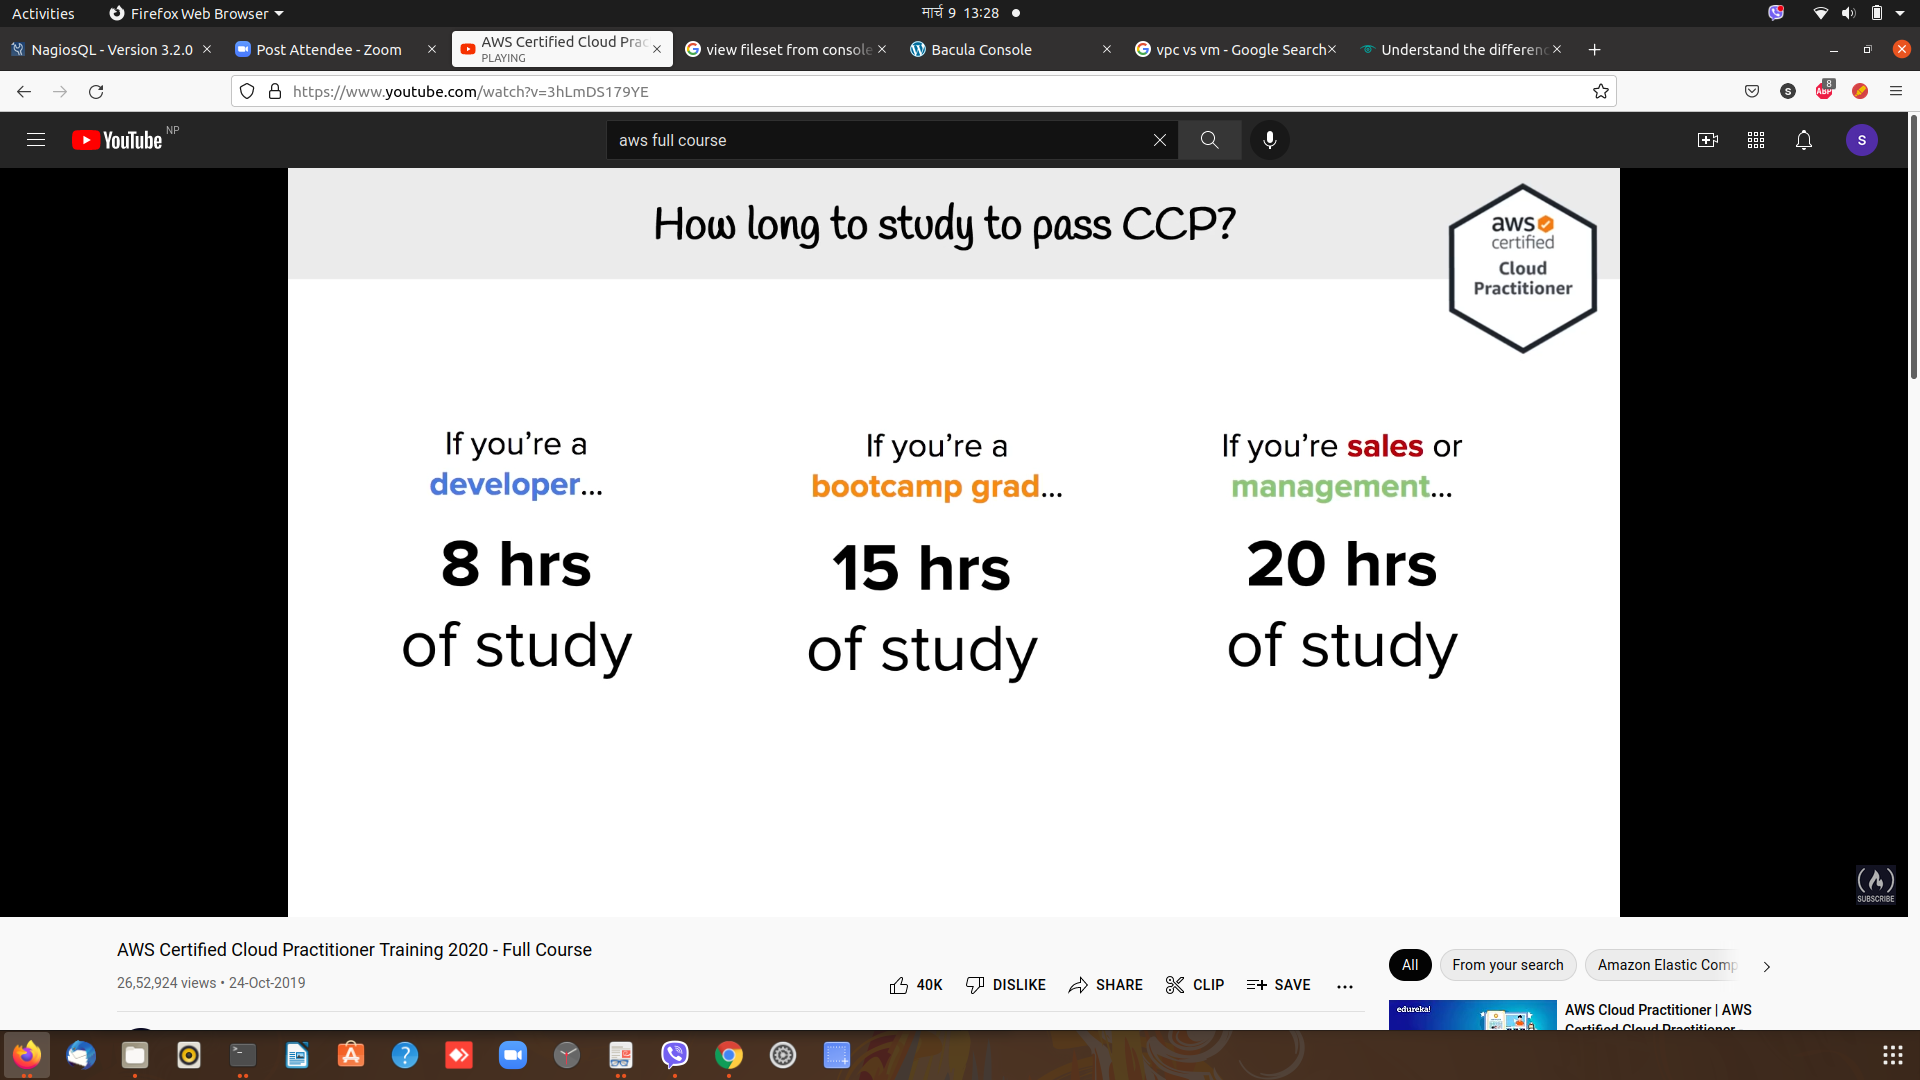 Activities
Firefox Web Browser
मार्च 9 13:28
NagiosQL - Version 3.2.0
Post Attendee - Zoom
AWS Certified Cloud Prac
PLAYING
view fileset from console
Bacula Console
vpc vs vm - Google Search
Understand the differenc
https://www.youtube.com/watch?v=3hLmDS179YE
S
ABP
8
YouTube NP
aws full course
S
How long to study to pass CCP?
aws
certified
Cloud
Practitioner
If you're a
developer...
8 hrs
of study
If you're a
bootcamp grad...
15 hrs
of study
If you're sales or
management...
20 hrs
of study
SUBSCRIBE
AWS Certified Cloud Practitioner Training 2020 - Full Course
26,52,924 views • 24-Oct-2019
40K
DISLIKE
SHARE
CLIP
SAVE
All
From your search
Amazon Elastic Comp
edureka!
AWS Cloud Practitioner | AWS
Certified Cloud Practitioner